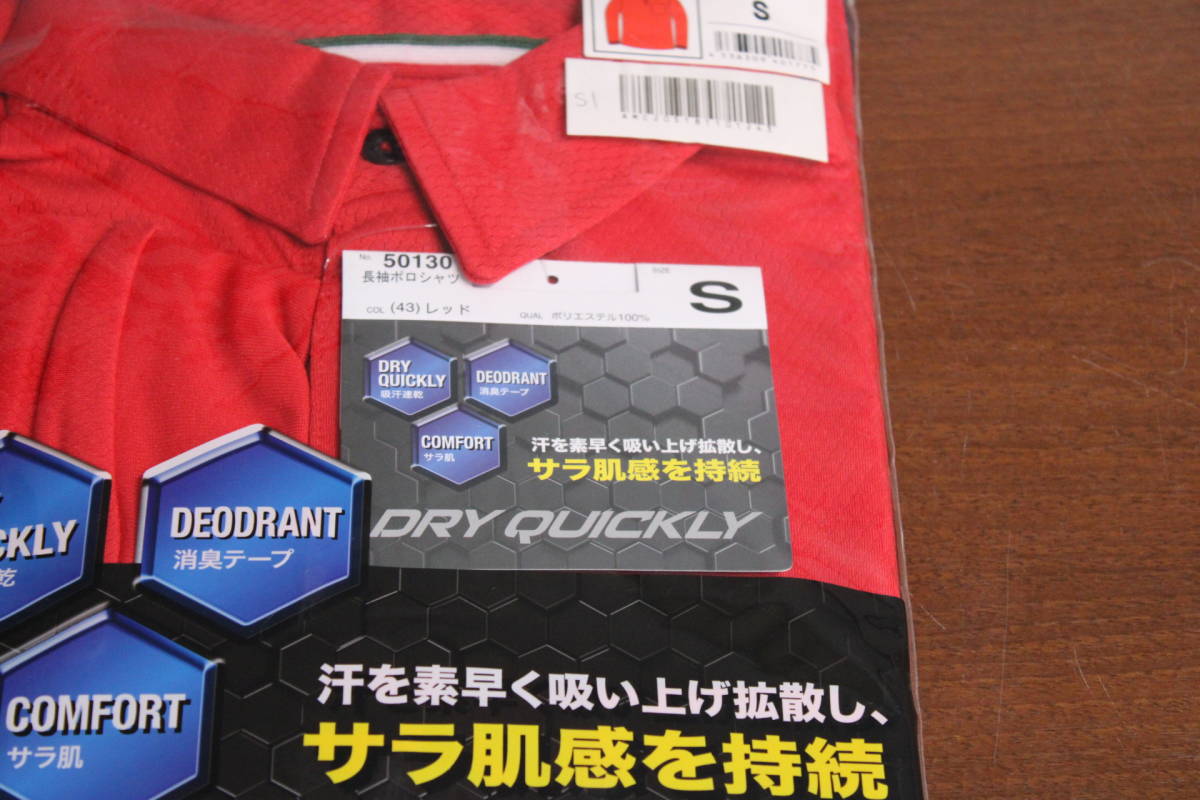 S
S1
No. 50130
長袖ポロシャツ
SIZE
S
COL (43)レッド
QUAL ポリエステル100%
DRY
QUICKLY
吸汗速乾
DEODRANT
消臭テープ
COMFORT
サラ肌
汗を素早く吸い上げ拡散し、
サラ肌感を持続
DRY QUICKLY
CKLY
乾
DEODRANT
消臭テープ
COMFORT
サラ肌
汗を素早く吸い上げ拡散し、
サラ肌感を持続